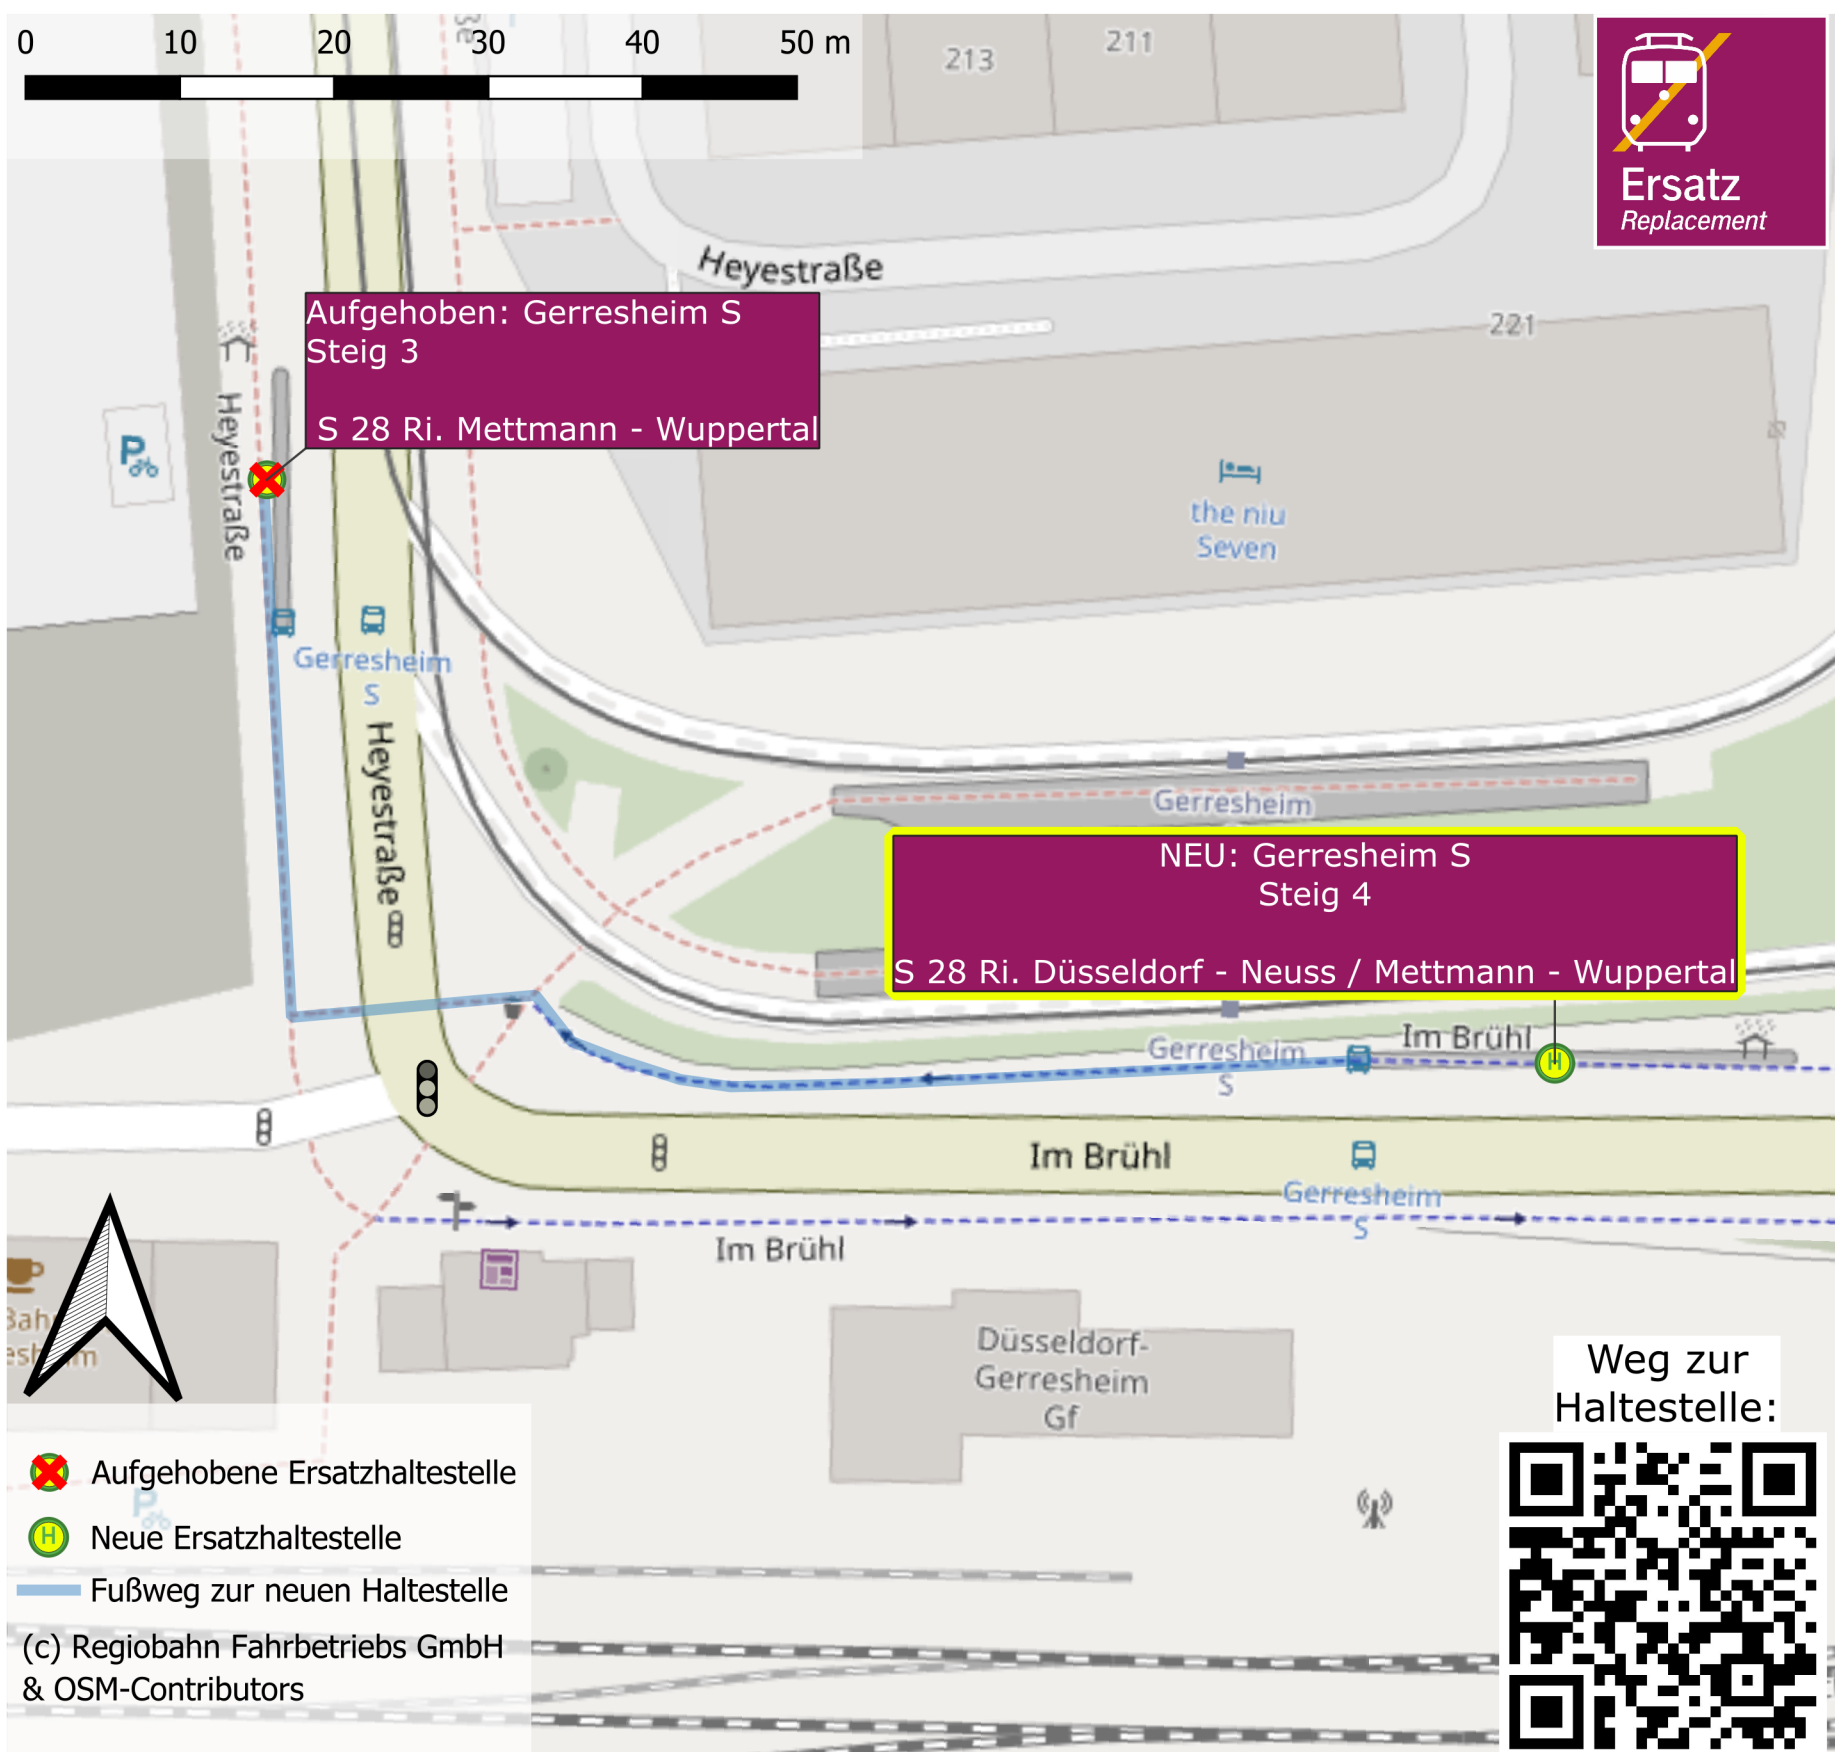 0 10 20 30 40 50 m
213
211
Ersatz
Replacement
Heyestraße
Aufgehoben: Gerresheim S
Steig 3
S 28 Ri. Mettmann - Wuppertal
221
Heyestraße
the niu
Seven
Gerresheim
S
Heyestraße
Gerresheim
NEU: Gerresheim S
Steig 4
S 28 Ri. Düsseldorf - Neuss / Mettmann - Wuppertal
Im Brühl
Gerresheim
S
H
Im Brühl
Gerresheim
S
Im Brühl
Düsseldorf-
Gerresheim
Gf
Weg zur
Haltestelle:
Aufgehobene Ersatzhaltestelle
H Neue Ersatzhaltestelle
Fußweg zur neuen Haltestelle
(c) Regiobahn Fahrbetriebs GmbH
& OSM-Contributors